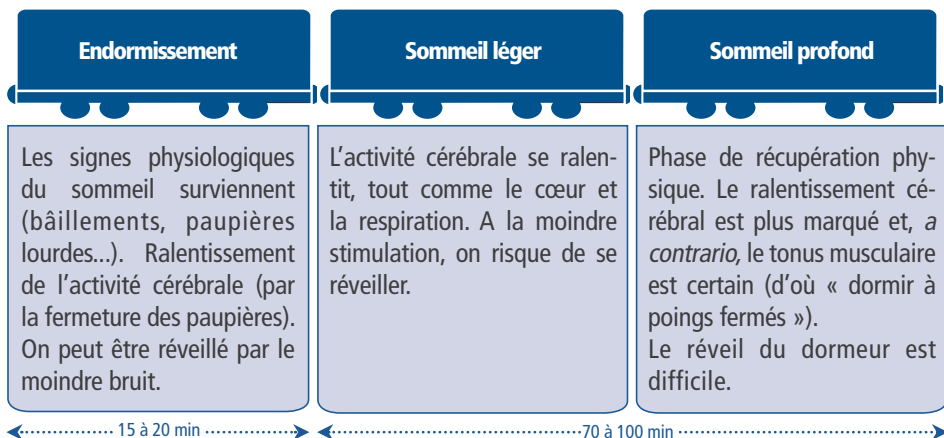 Endormissement
Sommeil léger
Sommeil profond
Les signes physiologiques
du sommeil surviennent
(bâillements, paupières
lourdes...). Ralentissement
de l'activité cérébrale (par
la fermeture des paupières).
On peut être réveillé par le
moindre bruit.
L'activité cérébrale se ralen-
tit, tout comme le cœur et
la respiration. A la moindre
stimulation, on risque de se
réveiller.
Phase de récupération phy-
sique. Le ralentissement cé-
rébral est plus marqué et, a
contrario, le tonus musculaire
est certain (d'où « dormir à
poings fermés »).
Le réveil du dormeur est
difficile.
15 à 20 min
70 à 100 min